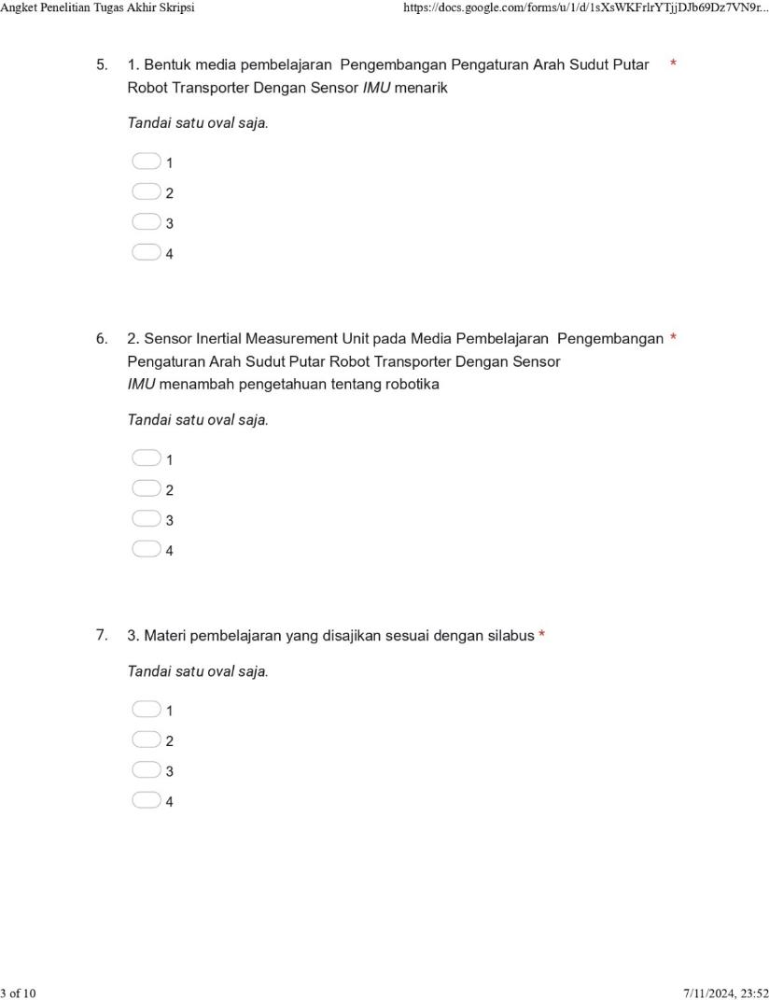 Angket Penelitian Tugas Akhir Skripsi https://docs.google.com/forms/u/1/d/1sXsWKFrlrYTjjDJb69Dz7VN9r...
5. 1. Bentuk media pembelajaran Pengembangan Pengaturan Arah Sudut Putar *
Robot Transporter Dengan Sensor IMU menarik
Tandai satu oval saja.
1
2
3
4
6. 2. Sensor Inertial Measurement Unit pada Media Pembelajaran Pengembangan *
Pengaturan Arah Sudut Putar Robot Transporter Dengan Sensor
IMU menambah pengetahuan tentang robotika
Tandai satu oval saja.
1
2
3
4
7. 3. Materi pembelajaran yang disajikan sesuai dengan silabus *
Tandai satu oval saja.
1
2
3
4
3 of 10 7/11/2024, 23:52